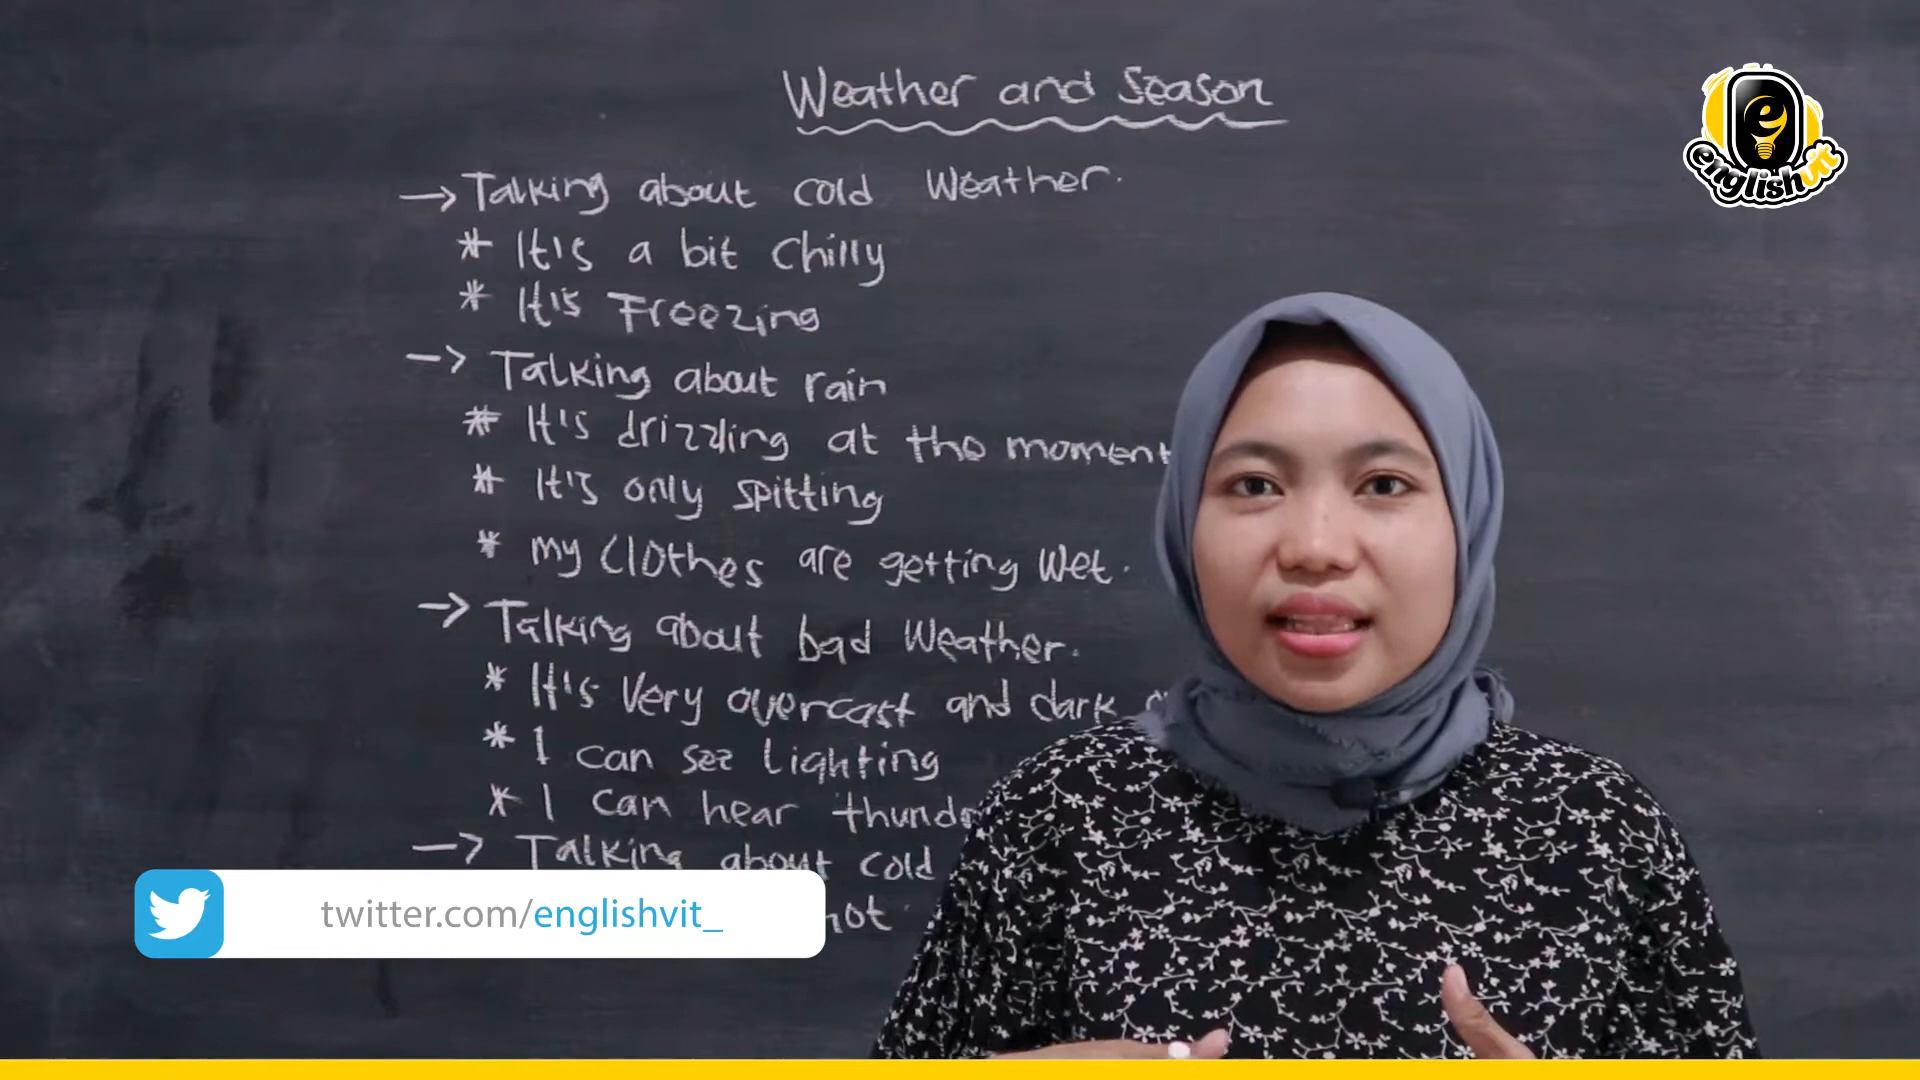 Weather and Season
englishvit
→ Talking about cold Weather.
* It's a bit Chilly
* It's Freezing
→ Talking about rain
* It's drizzling at the moment
* It's only spitting
* my Clothes are getting Wet.
→ Talking about bad Weather.
* It's Very overcast and dark
* I can see Lighting
* I can hear
→ Talking about cold
twitter.com/englishvit_
hot.